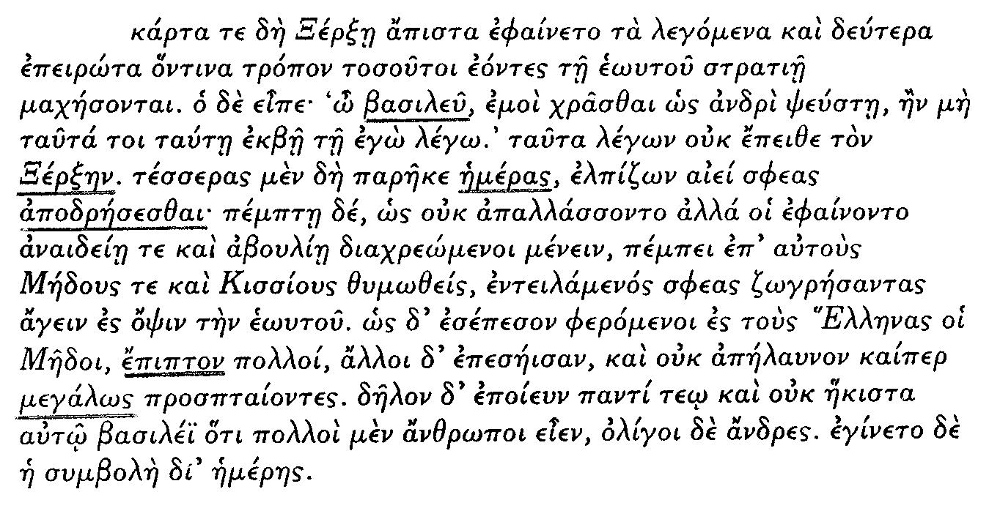 κάρτα τε δὴ Ξέρξῃ ἄπιστα ἐφαίνετο τὰ λεγόμενα καὶ δεύτερα
ἐπειρώτα ὅντινα τρόπον τοσοῦτοι ἐόντες τῇ ἑωυτοῦ στρατιῇ
μαχήσονται. ὁ δὲ εἶπε· ‘ὦ βασιλεῦ, ἐμοὶ χρᾶσθαι ὡς ἀνδρὶ ψεύστῃ, ἢν μὴ
ταῦτά τοι ταύτῃ ἐκβῇ τῇ ἐγὼ λέγω.’ ταῦτα λέγων οὐκ ἔπειθε τὸν
Ξέρξην. τέσσερας μὲν δὴ παρῆκε ἡμέρας, ἐλπίζων αἰεί σφεας
ἀποδρήσεσθαι· πέμπτῃ δέ, ὡς οὐκ ἀπαλλάσσοντο ἀλλά οἱ ἐφαίνοντο
ἀναιδείῃ τε καὶ ἀβουλίῃ διαχρεώμενοι μένειν, πέμπει ἐπ’ αὐτοὺς
Μήδους τε καὶ Κισσίους θυμωθείς, ἐντειλάμενός σφεας ζωγρήσαντας
ἄγειν ἐς ὄψιν τὴν ἑωυτοῦ. ὡς δ’ ἐσέπεσον φερόμενοι ἐς τοὺς Ἕλληνας οἱ
Μῆδοι, ἔπιπτον πολλοί, ἄλλοι δ’ ἐπεσήισαν, καὶ οὐκ ἀπήλαυνον καίπερ
μεγάλως προσπταίοντες. δῆλον δ’ ἐποίευν παντί τεῳ καὶ οὐκ ἥκιστα
αὐτῷ βασιλέϊ ὅτι πολλοὶ μὲν ἄνθρωποι εἶεν, ὀλίγοι δὲ ἄνδρες. ἐγίνετο δὲ
ἡ συμβολὴ δι’ ἡμέρης.